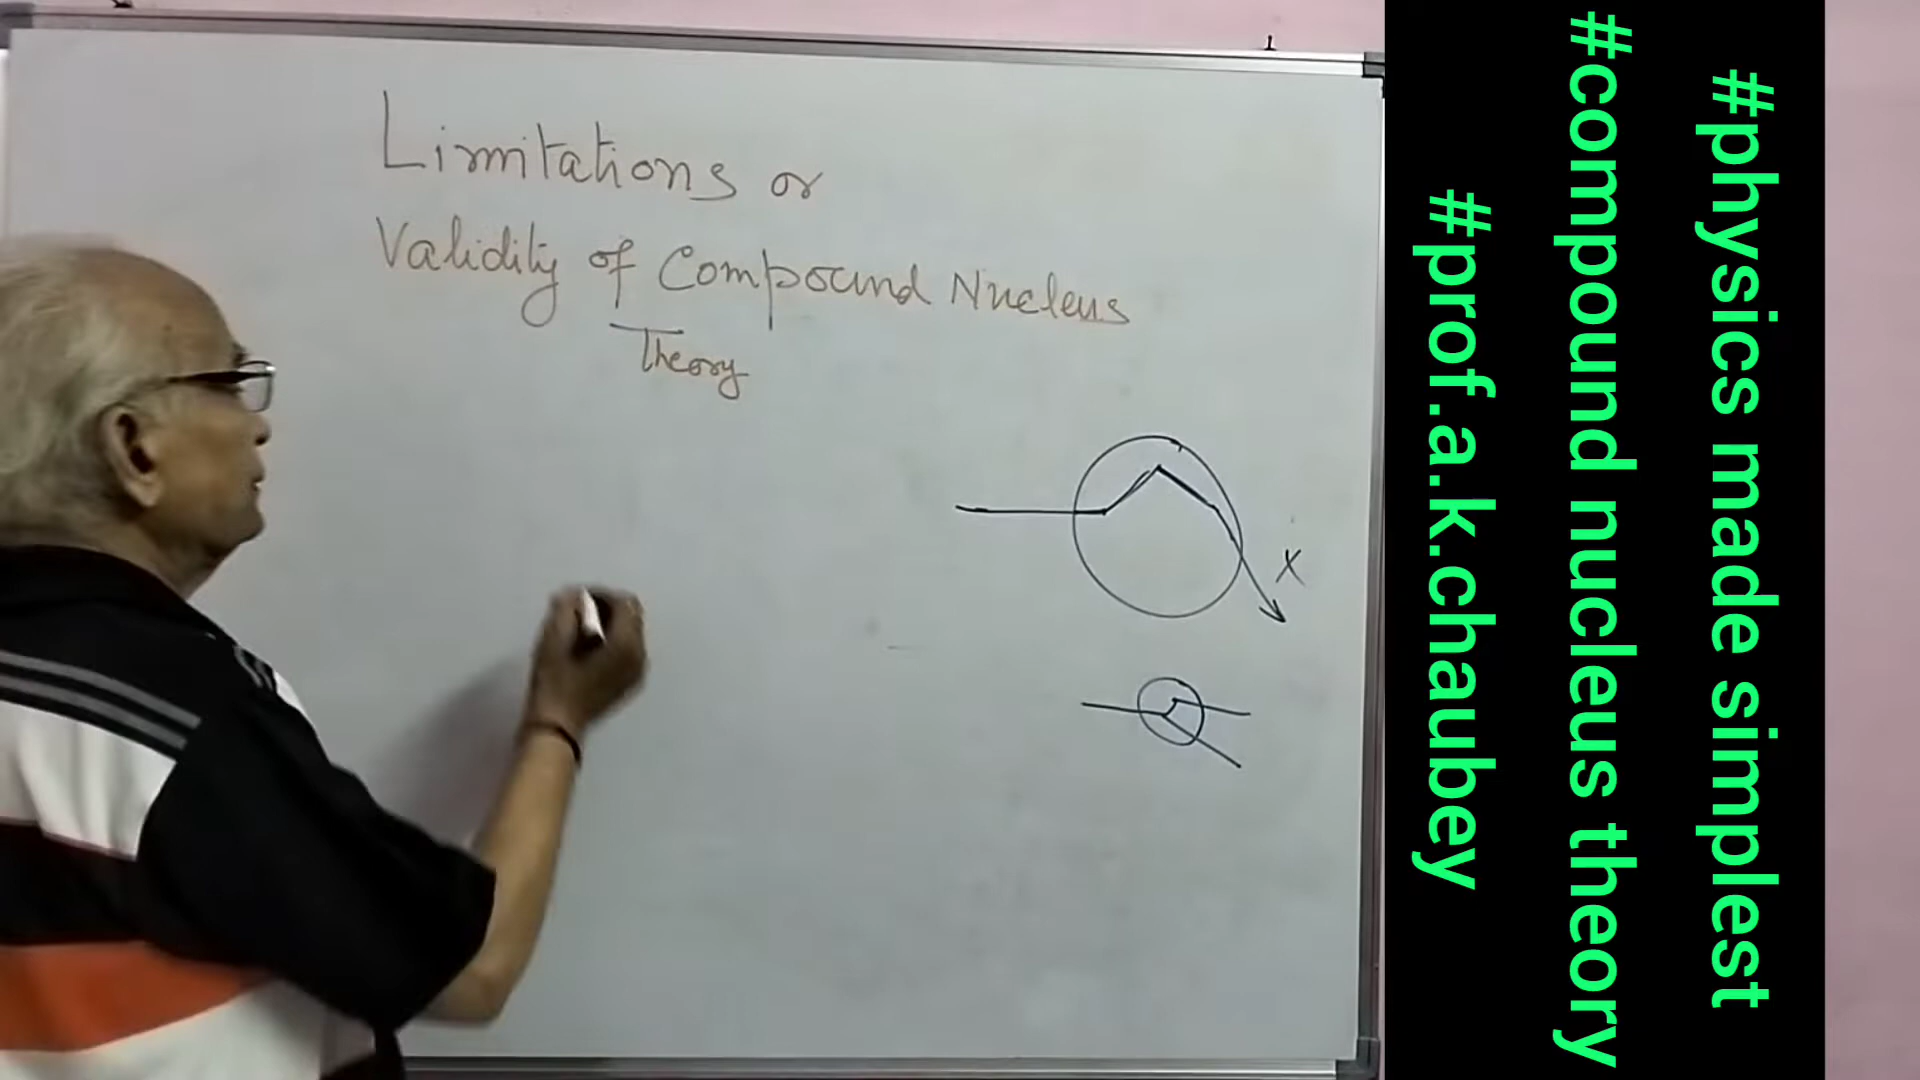 Limitations or
Validity of Compound Nucleus
Theory
X
#physics made simplest
#compound nucleus theory
#prof.a.k.chaubey